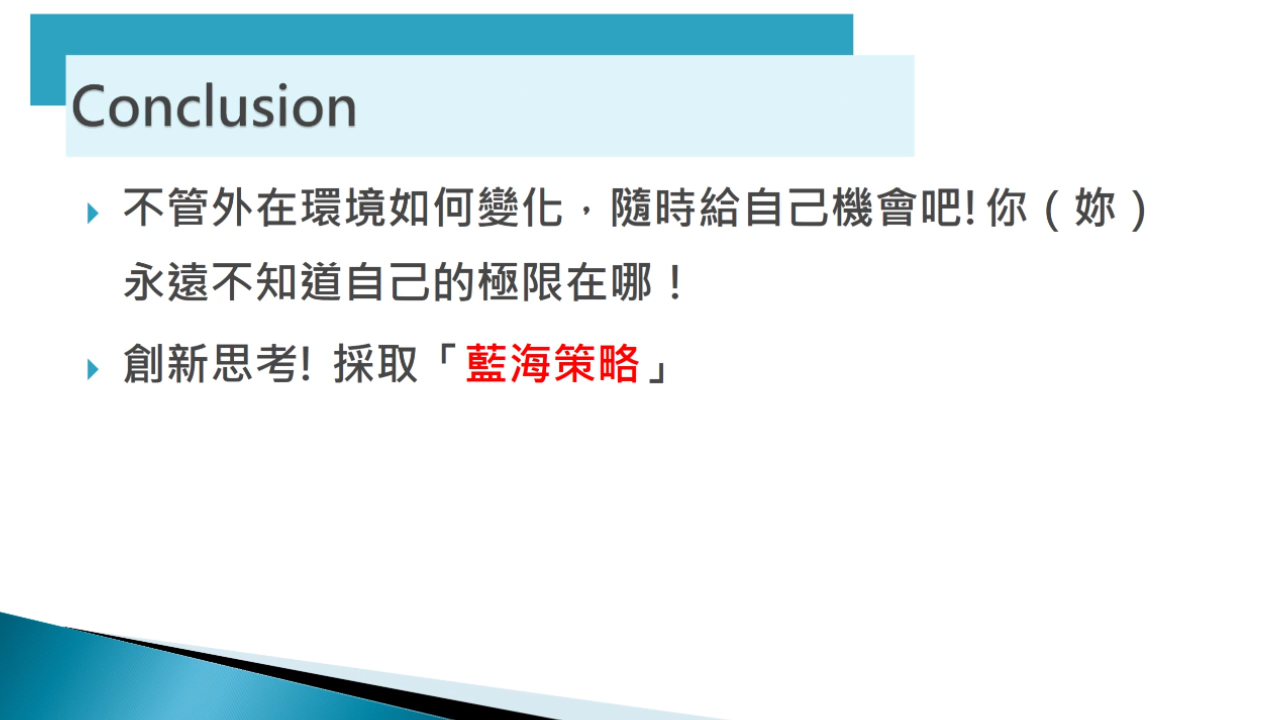 Conclusion
不管外在環境如何變化，隨時給自己機會吧! 你（妳）
永遠不知道自己的極限在哪！
創新思考! 採取「藍海策略」